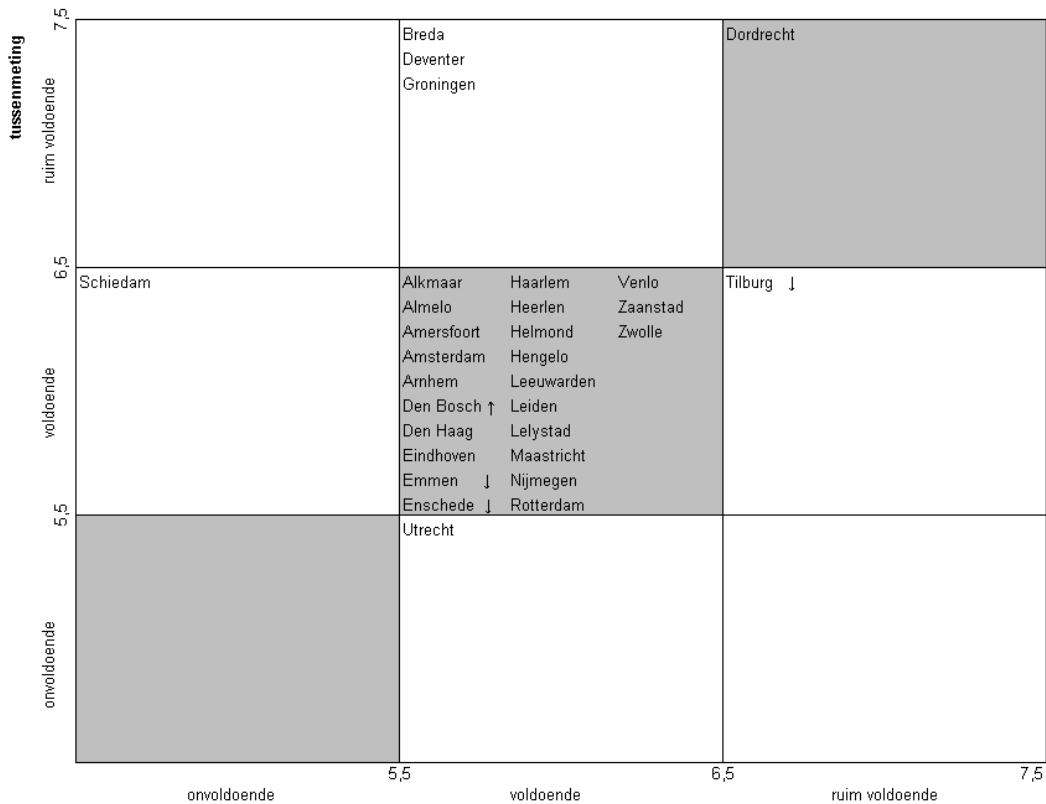 7,5
tussenmeting
ruim voldoende
Breda
Deventer
Groningen
Dordrecht
6,5
voldoende
Schiedam
Alkmaar Haarlem Venlo
Almelo Heerlen Zaanstad
Amersfoort Helmond Zwolle
Amsterdam Hengelo
Arnhem Leeuwarden
Den Bosch ↑ Leiden
Den Haag Lelystad
Eindhoven Maastricht
Emmen ↓ Nijmegen
Enschede ↓ Rotterdam
Tilburg ↓
5,5
onvoldoende
Utrecht
5,5 6,5 7,5
onvoldoende voldoende ruim voldoende